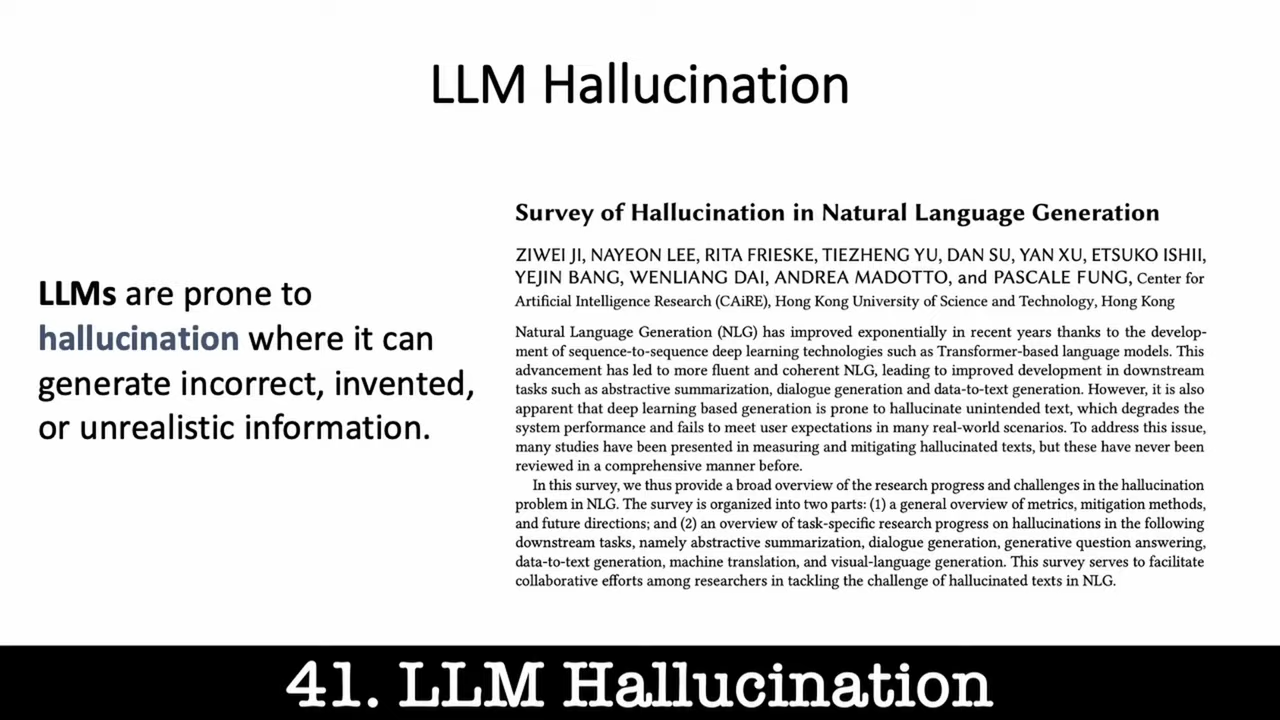 LLM Hallucination
LLMs are prone to
hallucination where it can
generate incorrect, invented,
or unrealistic information.
Survey of Hallucination in Natural Language Generation
ZIWEI JI, NAYEON LEE, RITA FRIESKE, TIEZHENG YU, DAN SU, YAN XU, ETSUKO ISHII,
YEJIN BANG, WENLIANG DAI, ANDREA MADOTTO, and PASCALE FUNG, Center for
Artificial Intelligence Research (CAiRE), Hong Kong University of Science and Technology, Hong Kong
Natural Language Generation (NLG) has improved exponentially in recent years thanks to the develop-
ment of sequence-to-sequence deep learning technologies such as Transformer-based language models. This
advancement has led to more fluent and coherent NLG, leading to improved development in downstream
tasks such as abstractive summarization, dialogue generation and data-to-text generation. However, it is also
apparent that deep learning based generation is prone to hallucinate unintended text, which degrades the
system performance and fails to meet user expectations in many real-world scenarios. To address this issue,
many studies have been presented in measuring and mitigating hallucinated texts, but these have never been
reviewed in a comprehensive manner before.
In this survey, we thus provide a broad overview of the research progress and challenges in the hallucination
problem in NLG. The survey is organized into two parts: (1) a general overview of metrics, mitigation methods,
and future directions; and (2) an overview of task-specific research progress on hallucinations in the following
downstream tasks, namely abstractive summarization, dialogue generation, generative question answering,
data-to-text generation, machine translation, and visual-language generation. This survey serves to facilitate
collaborative efforts among researchers in tackling the challenge of hallucinated texts in NLG.
41. LLM Hallucination